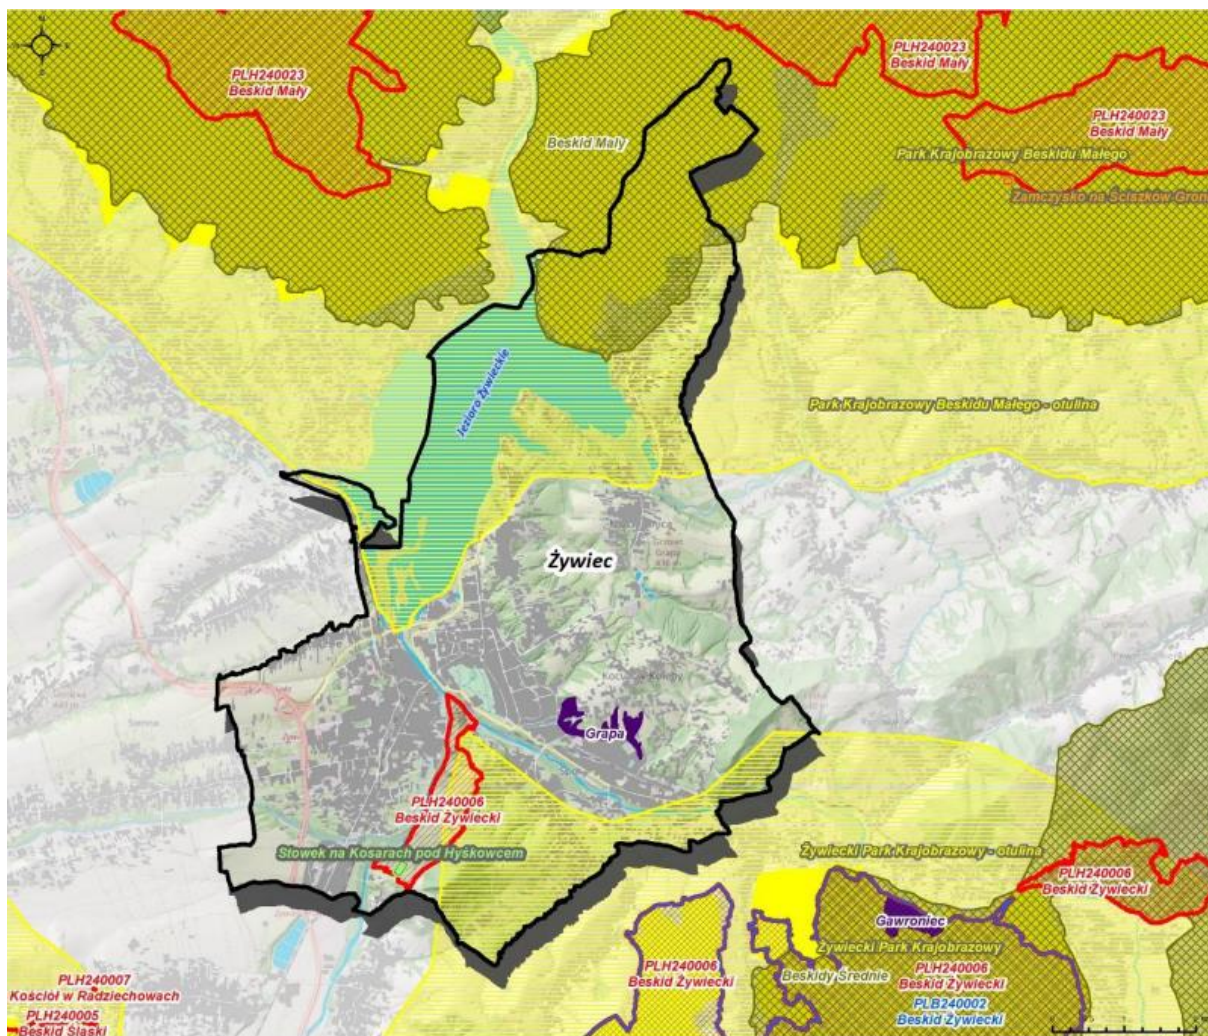 PLH240023
Beskid Mały
PLH240023
Beskid Mały
PLH240023
Beskid Mały
Beskid Mały
Park Krajobrazowy Beskidu Małego
Zamczysko na Ściszków Gron
Jezioro Żywieckie
Park Krajobrazowy Beskidu Małego - otulina
Żywiec
Grapa
PLH240006
Beskid Żywiecki
Słowek na Kosarach pod Hyśkowcem
Żywiecki Park Krajobrazowy - otulina
PLH240006
Beskid Żywiecki
Gawroniec
Żywiecki Park Krajobrazowy
PLH240006
Beskid Żywiecki
Beskidy Średnie
PLH240006
Beskid Żywiecki
PLB240002
Beskid Żywiecki
PLH240007
Kościół w Radziechowach
PLH240005
Beskid Śląski